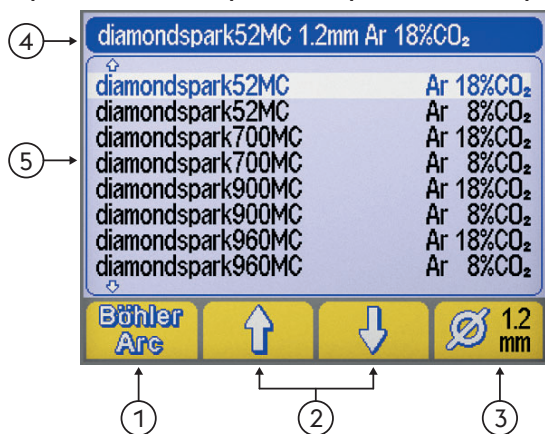 diamondspark52MC 1.2mm Ar 18%CO₂
diamondspark52MC Ar 18%CO₂
diamondspark52MC Ar 8%CO₂
diamondspark700MC Ar 18%CO₂
diamondspark700MC Ar 8%CO₂
diamondspark900MC Ar 18%CO₂
diamondspark900MC Ar 8%CO₂
diamondspark960MC Ar 18%CO₂
diamondspark960MC Ar 8%CO₂
Böhler
Arc
1.2
mm
4
5
1
2
3